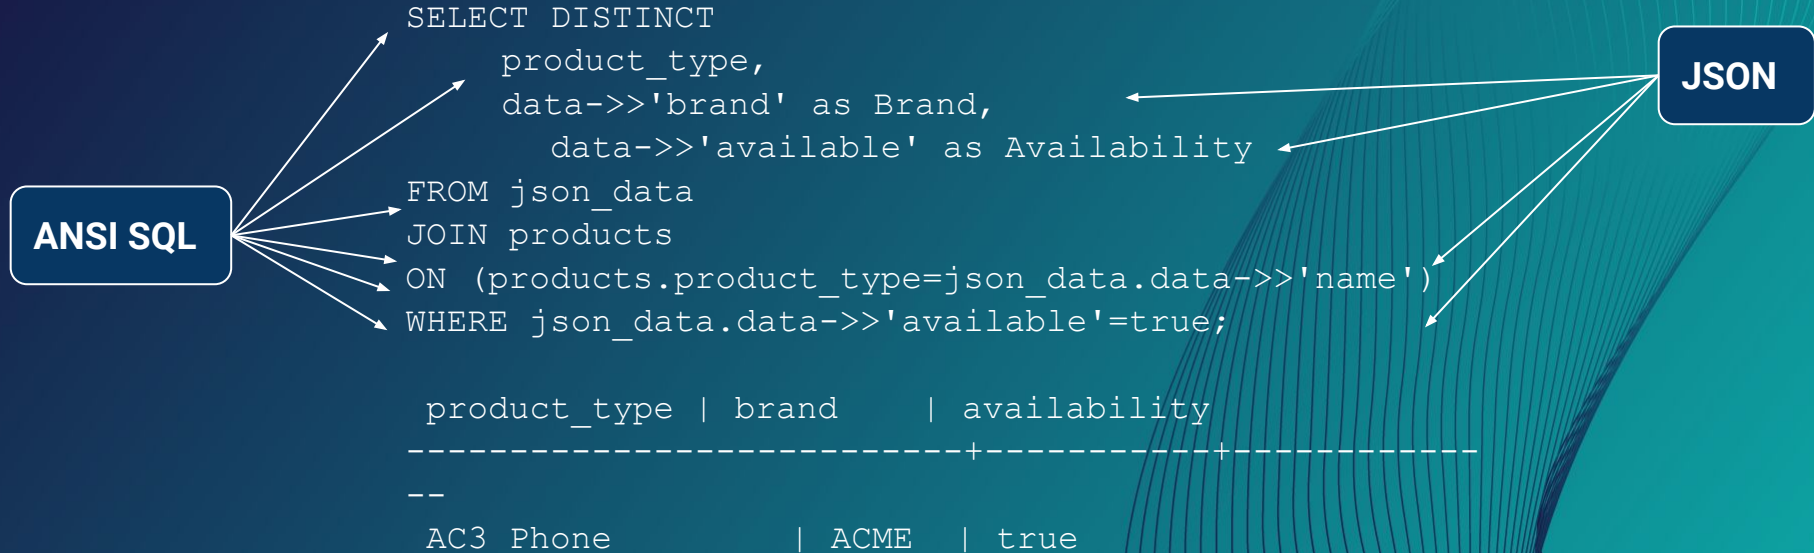 SELECT DISTINCT
product_type,
JSON
data->>'brand' as Brand,
data->>'available' as Availability
FROM json_data
ANSI SQL
JOIN products
ON (products.product_type=json_data.data->>'name')
WHERE json_data.data->>'available'=true;
product_type | brand | availability
---------------------------+-----------+------------
--
AC3 Phone | ACME | true